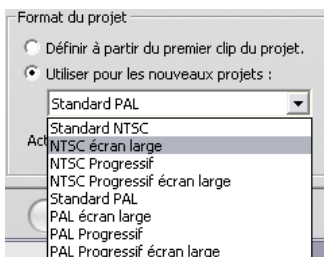 Format du projet
Définir à partir du premier clip du projet.
Utiliser pour les nouveaux projets :
Standard PAL
Standard NTSC
Act
NTSC écran large
NTSC Progressif
NTSC Progressif écran large
Standard PAL
PAL écran large
PAL Progressif
PAL Progressif écran large